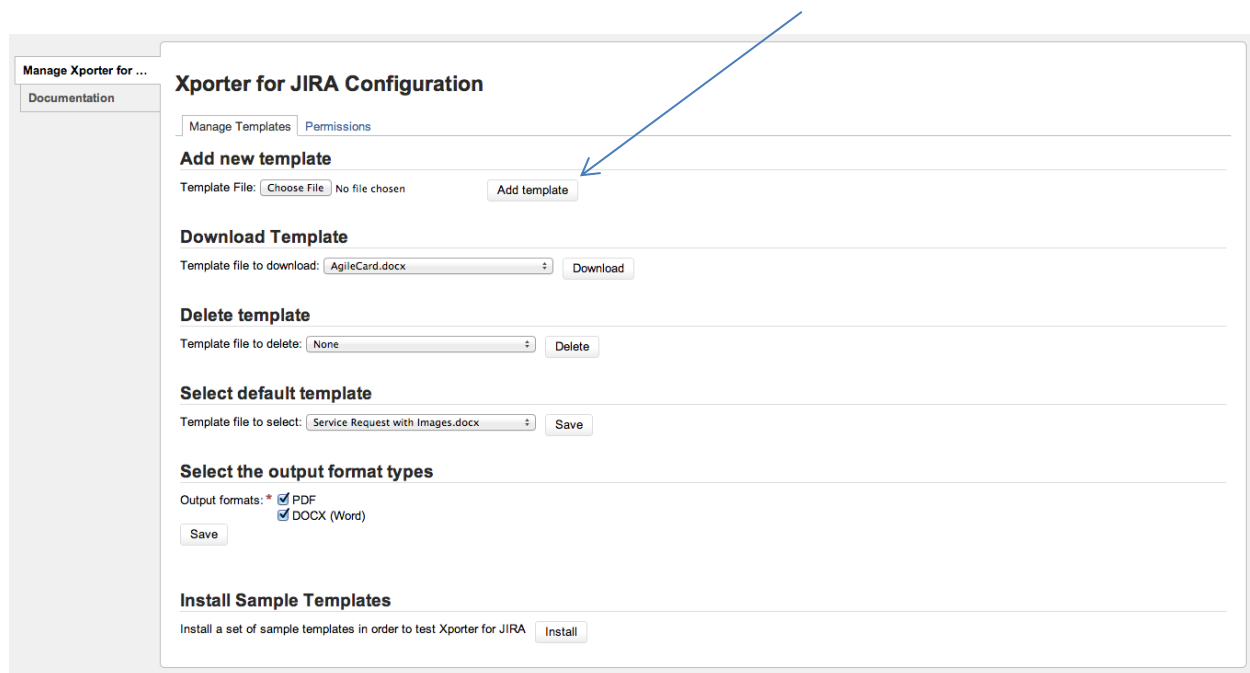 Manage Xporter for ...
Documentation
Xporter for JIRA Configuration
Manage Templates Permissions
Add new template
Template File: Choose File No file chosen Add template
Download Template
Template file to download: AgileCard.docx Download
Delete template
Template file to delete: None Delete
Select default template
Template file to select: Service Request with Images.docx Save
Select the output format types
Output formats: * PDF
DOCX (Word)
Save
Install Sample Templates
Install a set of sample templates in order to test Xporter for JIRA Install